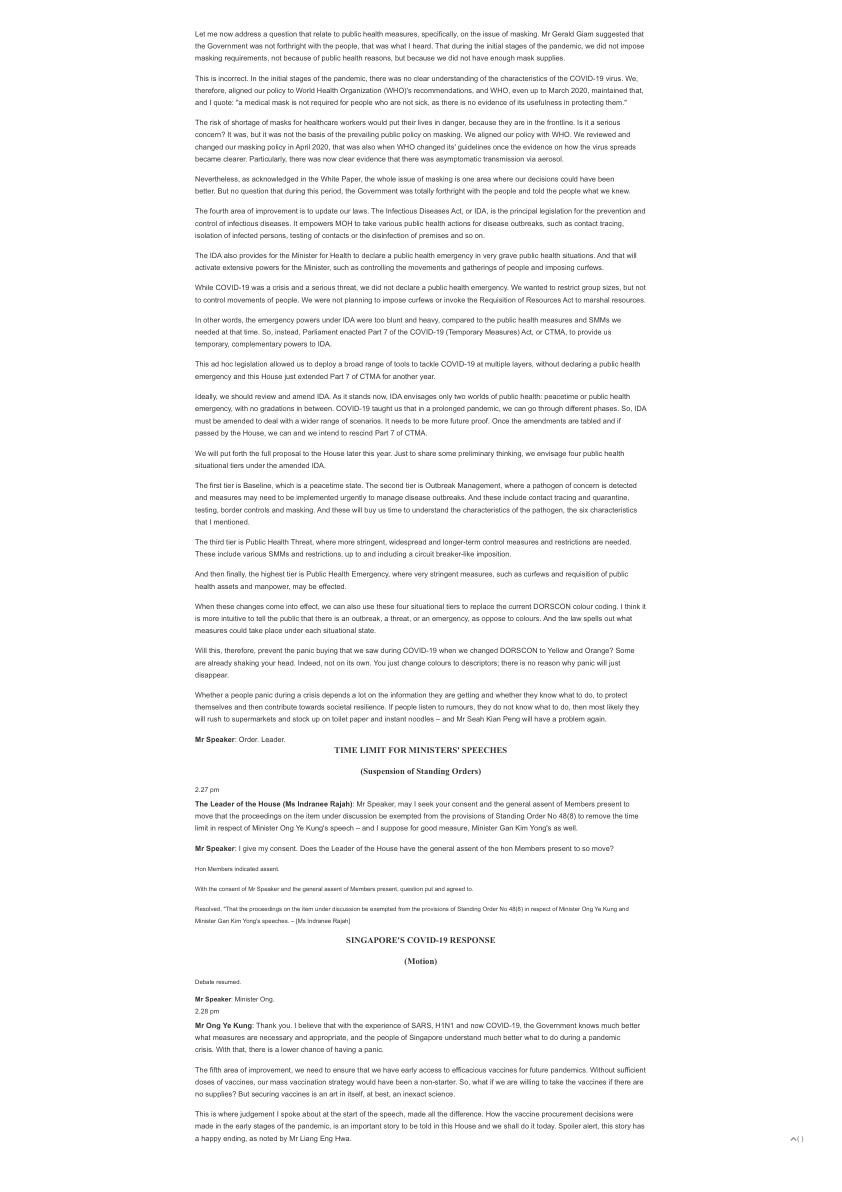 Let me now address a question that relate to public health measures, specifically, on the issue of masking. Mr Gerald Giam suggested that
the Government was not forthright with the people, that was what I heard. That during the initial stages of the pandemic, we did not impose
masking requirements, not because of public health reasons, but because we did not have enough mask supplies.
This is incorrect. In the initial stages of the pandemic, there was no clear understanding of the characteristics of the COVID-19 virus. We,
therefore, aligned our policy to World Health Organization (WHO)'s recommendations, and WHO, even up to March 2020, maintained that,
and I quote: "a medical mask is not required for people who are not sick, as there is no evidence of its usefulness in protecting them."
The risk of shortage of masks for healthcare workers would put their lives in danger, because they are in the frontline. Is it a serious
concern? It was, but it was not the basis of the prevailing public policy on masking. We aligned our policy with WHO. We reviewed and
changed our masking policy in April 2020, that was also when WHO changed its' guidelines once the evidence on how the virus spreads
became clearer. Particularly, there was now clear evidence that there was asymptomatic transmission via aerosol.
Nevertheless, as acknowledged in the White Paper, the whole issue of masking is one area where our decisions could have been
better. But no question that during this period, the Government was totally forthright with the people and told the people what we knew.
The fourth area of improvement is to update our laws. The Infectious Diseases Act, or IDA, is the principal legislation for the prevention and
control of infectious diseases. It empowers MOH to take various public health actions for disease outbreaks, such as contact tracing,
isolation of infected persons, testing of contacts or the disinfection of premises and so on.
The IDA also provides for the Minister for Health to declare a public health emergency in very grave public health situations. And that will
activate extensive powers for the Minister, such as controlling the movements and gatherings of people and imposing curfews.
While COVID-19 was a crisis and a serious threat, we did not declare a public health emergency. We wanted to restrict group sizes, but not
to control movements of people. We were not planning to impose curfews or invoke the Requisition of Resources Act to marshal resources.
In other words, the emergency powers under IDA were too blunt and heavy, compared to the public health measures and SMMs we
needed at that time. So, instead, Parliament enacted Part 7 of the COVID-19 (Temporary Measures) Act, or CTMA, to provide us
temporary, complementary powers to IDA.
This ad hoc legislation allowed us to deploy a broad range of tools to tackle COVID-19 at multiple layers, without declaring a public health
emergency and this House just extended Part 7 of CTMA for another year.
Ideally, we should review and amend IDA. As it stands now, IDA envisages only two worlds of public health: peacetime or public health
emergency, with no gradations in between. COVID-19 taught us that in a prolonged pandemic, we can go through different phases. So, IDA
must be amended to deal with a wider range of scenarios. It needs to be more future proof. Once the amendments are tabled and if
passed by the House, we can and we intend to rescind Part 7 of CTMA.
We will put forth the full proposal to the House later this year. Just to share some preliminary thinking, we envisage four public health
situational tiers under the amended IDA.
The first tier is Baseline, which is a peacetime state. The second tier is Outbreak Management, where a pathogen of concern is detected
and measures may need to be implemented urgently to manage disease outbreaks. And these include contact tracing and quarantine,
testing, border controls and masking. And these will buy us time to understand the characteristics of the pathogen, the six characteristics
that I mentioned.
The third tier is Public Health Threat, where more stringent, widespread and longer-term control measures and restrictions are needed.
These include various SMMs and restrictions, up to and including a circuit breaker-like imposition.
And then finally, the highest tier is Public Health Emergency, where very stringent measures, such as curfews and requisition of public
health assets and manpower, may be effected.
When these changes come into effect, we can also use these four situational tiers to replace the current DORSCON colour coding. I think it
is more intuitive to tell the public that there is an outbreak, a threat, or an emergency, as oppose to colours. And the law spells out what
measures could take place under each situational state.
Will this, therefore, prevent the panic buying that we saw during COVID-19 when we changed DORSCON to Yellow and Orange? Some
are already shaking your head. Indeed, not on its own. You just change colours to descriptors; there is no reason why panic will just
disappear.
Whether a people panic during a crisis depends a lot on the information they are getting and whether they know what to do, to protect
themselves and then contribute towards societal resilience. If people listen to rumours, they do not know what to do, then most likely they
will rush to supermarkets and stock up on toilet paper and instant noodles – and Mr Seah Kian Peng will have a problem again.
Mr Speaker: Order. Leader.
TIME LIMIT FOR MINISTERS' SPEECHES
(Suspension of Standing Orders)
2.27 pm
The Leader of the House (Ms Indranee Rajah): Mr Speaker, may I seek your consent and the general assent of Members present to
move that the proceedings on the item under discussion be exempted from the provisions of Standing Order No 48(8) to remove the time
limit in respect of Minister Ong Ye Kung's speech – and I suppose for good measure, Minister Gan Kim Yong's as well.
Mr Speaker: I give my consent. Does the Leader of the House have the general assent of the hon Members present to so move?
Hon Members indicated assent.
With the consent of Mr Speaker and the general assent of Members present, question put and agreed to.
Resolved, "That the proceedings on the item under discussion be exempted from the provisions of Standing Order No 48(8) in respect of Minister Ong Ye Kung and
Minister Gan Kim Yong's speeches. – [Ms Indranee Rajah]
SINGAPORE'S COVID-19 RESPONSE
(Motion)
Debate resumed.
Mr Speaker: Minister Ong.
2.28 pm
Mr Ong Ye Kung: Thank you. I believe that with the experience of SARS, H1N1 and now COVID-19, the Government knows much better
what measures are necessary and appropriate, and the people of Singapore understand much better what to do during a pandemic
crisis. With that, there is a lower chance of having a panic.
The fifth area of improvement, we need to ensure that we have early access to efficacious vaccines for future pandemics. Without sufficient
doses of vaccines, our mass vaccination strategy would have been a non-starter. So, what if we are willing to take the vaccines if there are
no supplies? But securing vaccines is an art in itself, at best, an inexact science.
This is where judgement I spoke about at the start of the speech, made all the difference. How the vaccine procurement decisions were
made in the early stages of the pandemic, is an important story to be told in this House and we shall do it today. Spoiler alert, this story has
a happy ending, as noted by Mr Liang Eng Hwa.
( )